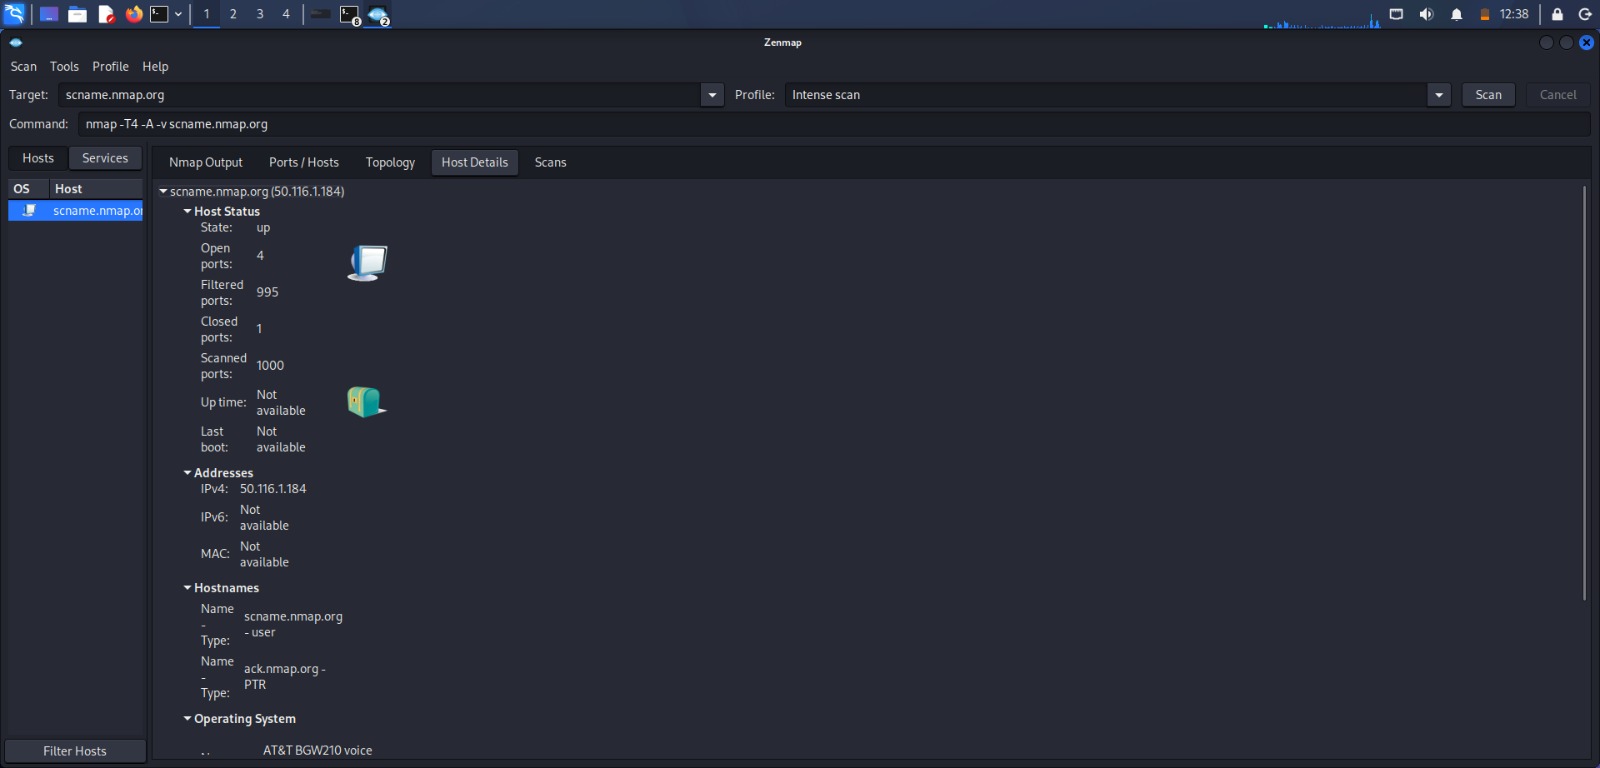 1 2 3 4 8 2 12:38
Zenmap
Scan Tools Profile Help
Target: scname.nmap.org Profile: Intense scan Scan Cancel
Command: nmap -T4 -A -v scname.nmap.org
Hosts Services
OS Host
scname.nmap.or
Filter Hosts
Nmap Output Ports / Hosts Topology Host Details Scans
scname.nmap.org (50.116.1.184)
Host Status
State: up
Open
ports: 4
Filtered
ports: 995
Closed
ports: 1
Scanned
ports: 1000
Up time: Not
available
Last
boot: Not
available
Addresses
IPv4: 50.116.1.184
IPv6: Not
available
MAC: Not
available
Hostnames
Name
-
Type: scname.nmap.org
- user
Name
-
Type: ack.nmap.org -
PTR
Operating System
AT&T BGW210 voice